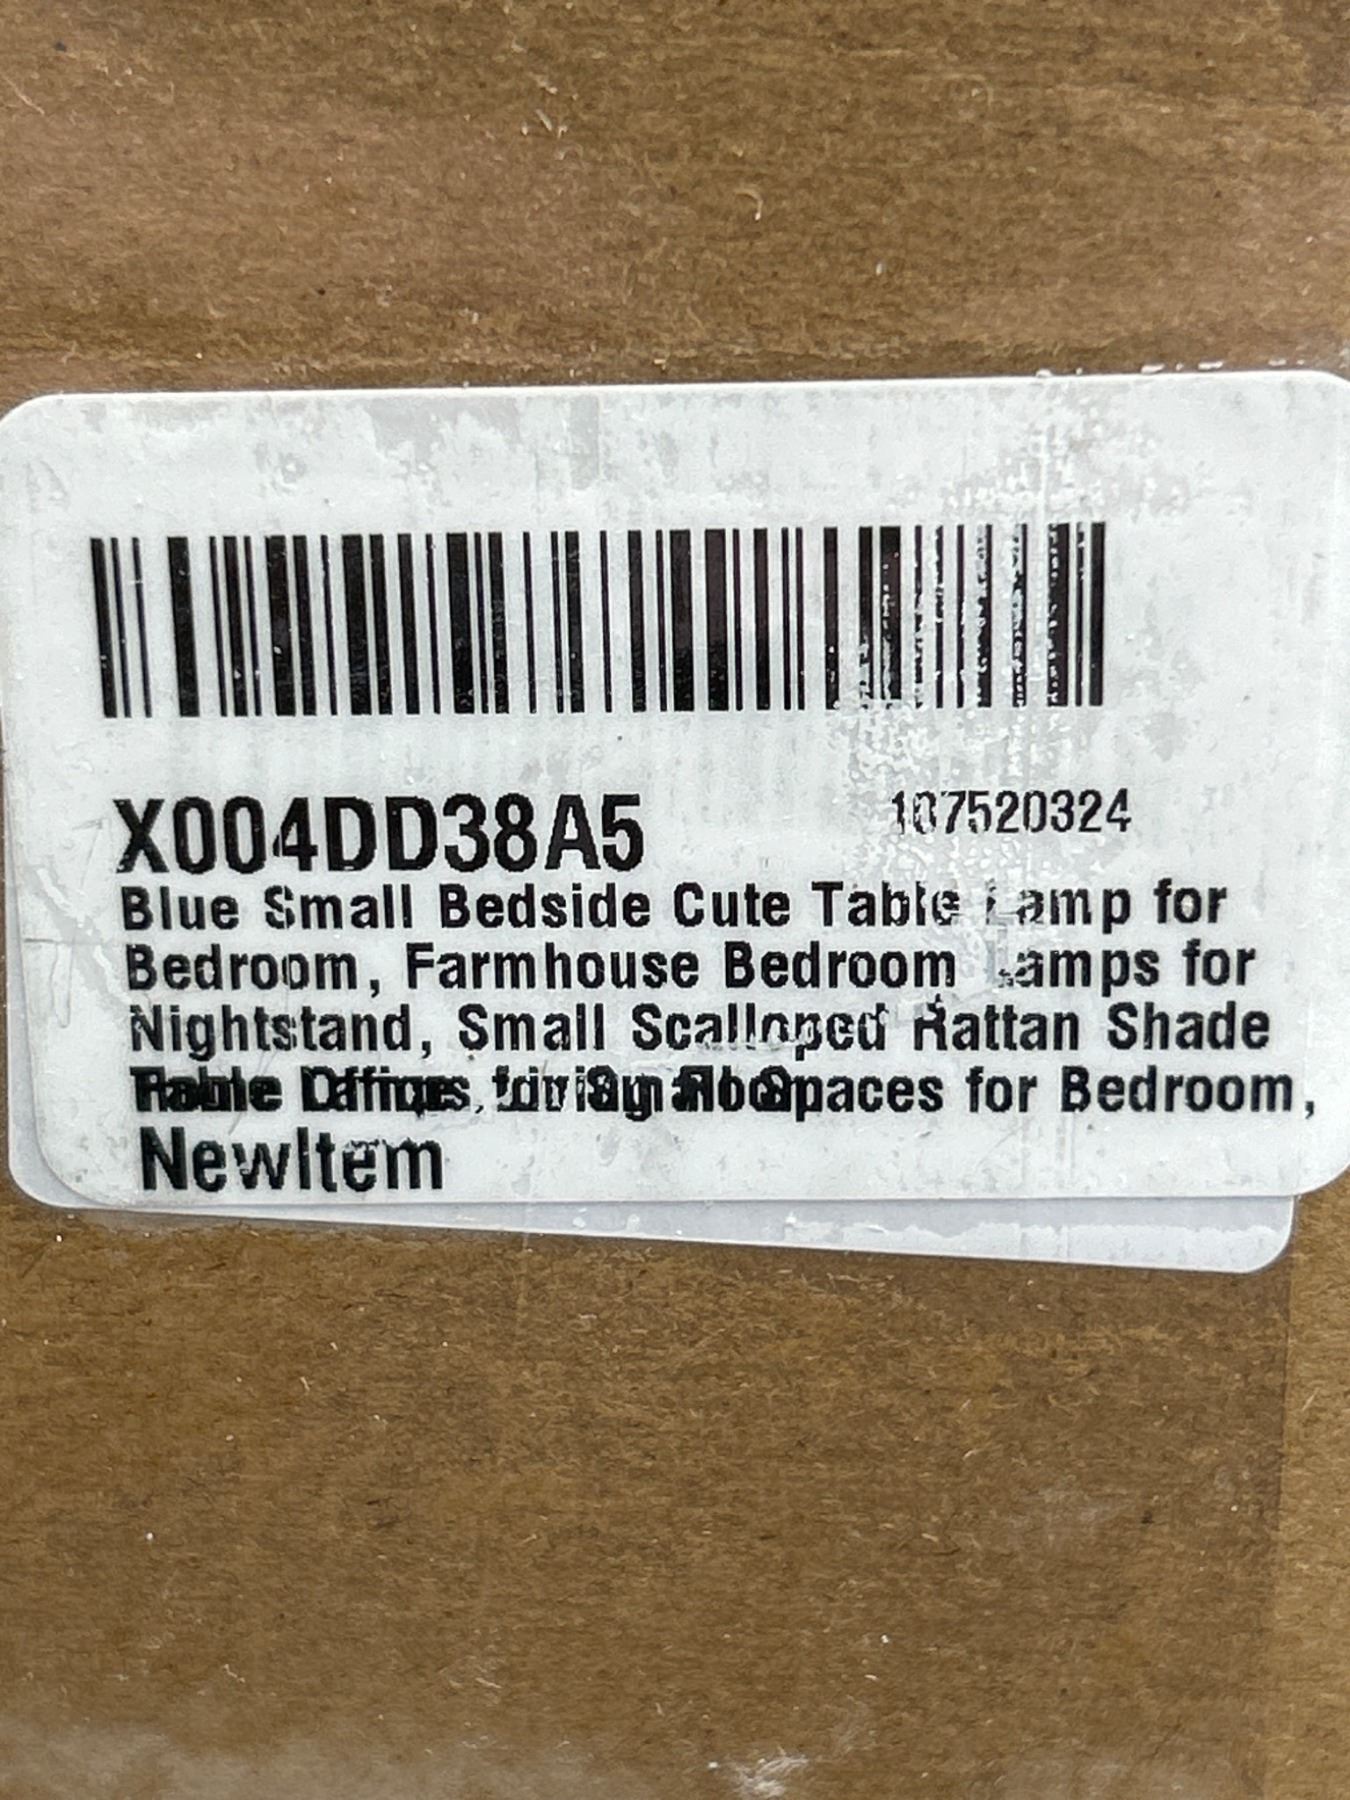 X004DD38A5 107520324
Blue Small Bedside Cute Table Lamp for
Bedroom, Farmhouse Bedroom Lamps for
Nightstand, Small Scalloped Rattan Shade
Spaces for Bedroom,
NewItem